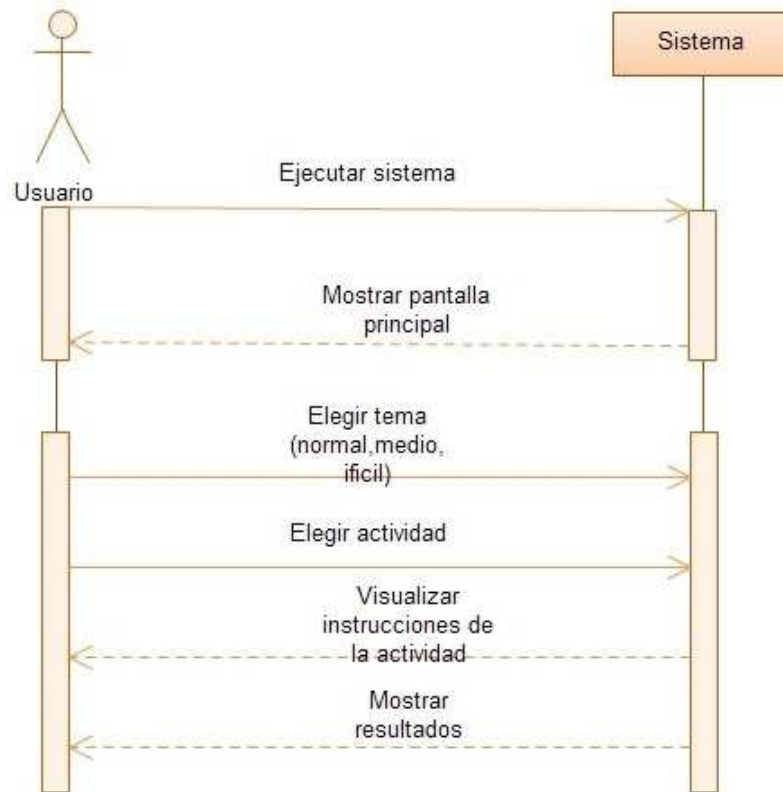 Sistema
Usuario
Ejecutar sistema
Mostrar pantalla
principal
Elegir tema
(normal,medio,
ificil)
Elegir actividad
Visualizar
instrucciones de
la actividad
Mostrar
resultados